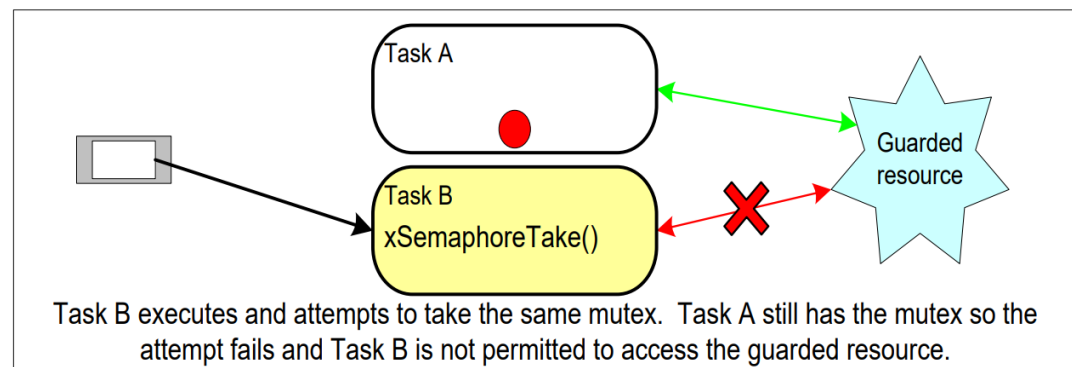 Task A
Guarded
resource
Task B
xSemaphoreTake()
Task B executes and attempts to take the same mutex.  Task A still has the mutex so the
attempt fails and Task B is not permitted to access the guarded resource.